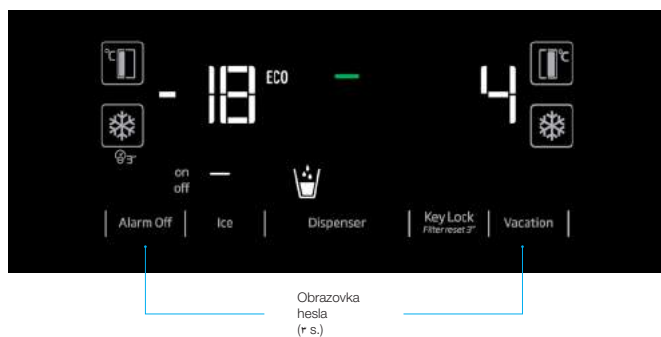 °C
°C
-18
ECO
4
3"
on
off
Alarm Off
Ice
Dispenser
Key Lock
Filter reset 3"
Vacation
Obrazovka
hesla
(٣ s.)